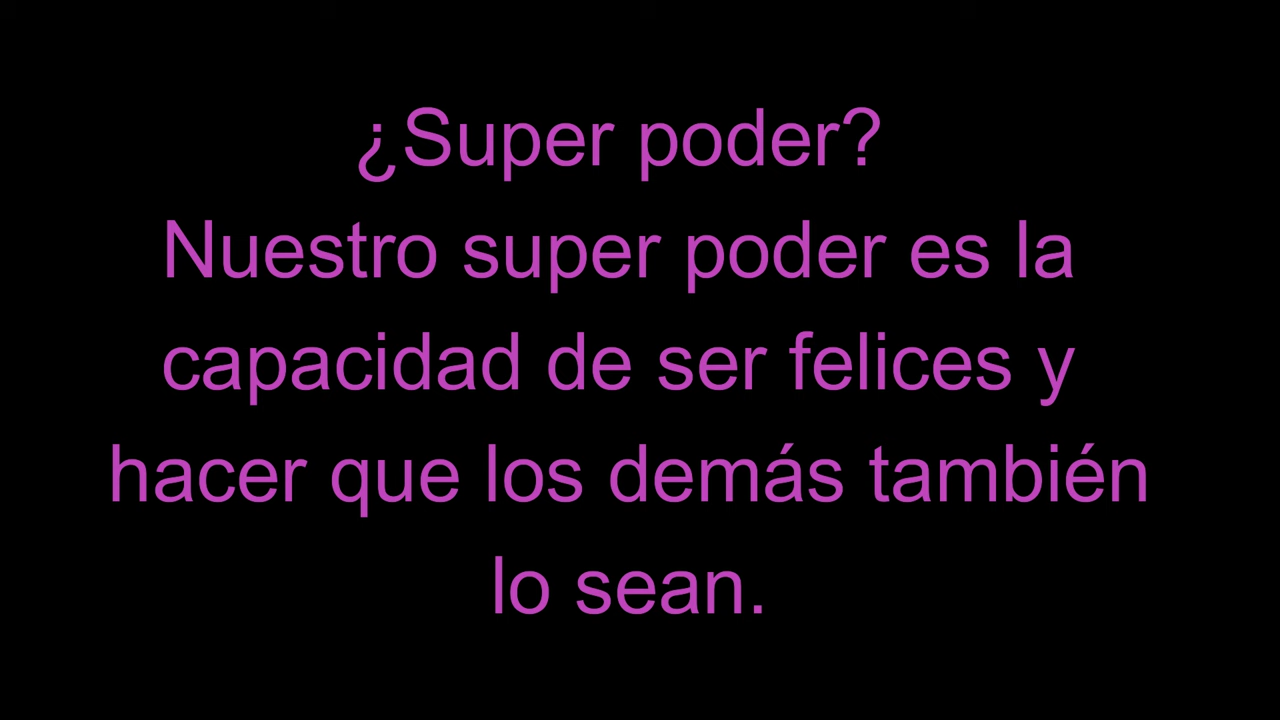 ¿Super poder?
Nuestro super poder es la
capacidad de ser felices y
hacer que los demás también
lo sean.